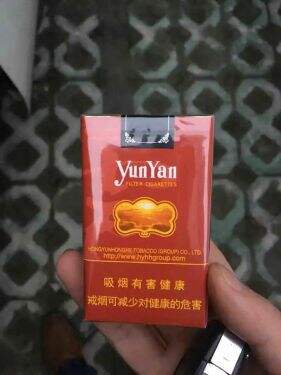 YunYan
FILTER CIGARETTES
HONGYUNHONGHE TOBACCO (GROUP) CO., LTD.
http://www.hyhhgroup.com
吸烟有害健康
戒烟可减少对健康的危害